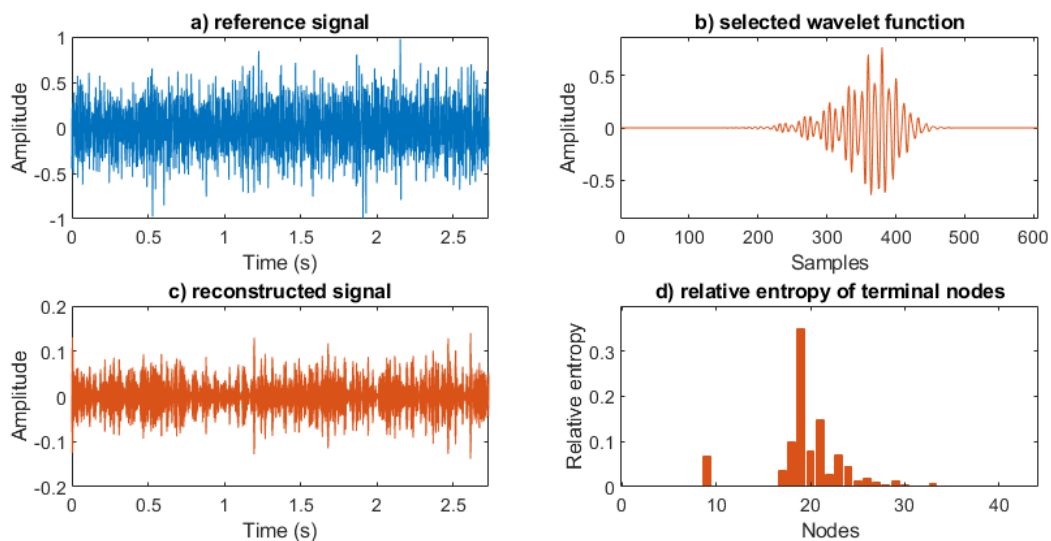 a) reference signal
Amplitude
1
0.5
0
-0.5
-1
0 0.5 1 1.5 2 2.5
Time (s)
b) selected wavelet function
Amplitude
0.5
0
-0.5
0 100 200 300 400 500 600
Samples
c) reconstructed signal
Amplitude
0.2
0.1
0
-0.1
-0.2
0 0.5 1 1.5 2 2.5
Time (s)
d) relative entropy of terminal nodes
Relative entropy
0.3
0.2
0.1
0
0 10 20 30 40
Nodes